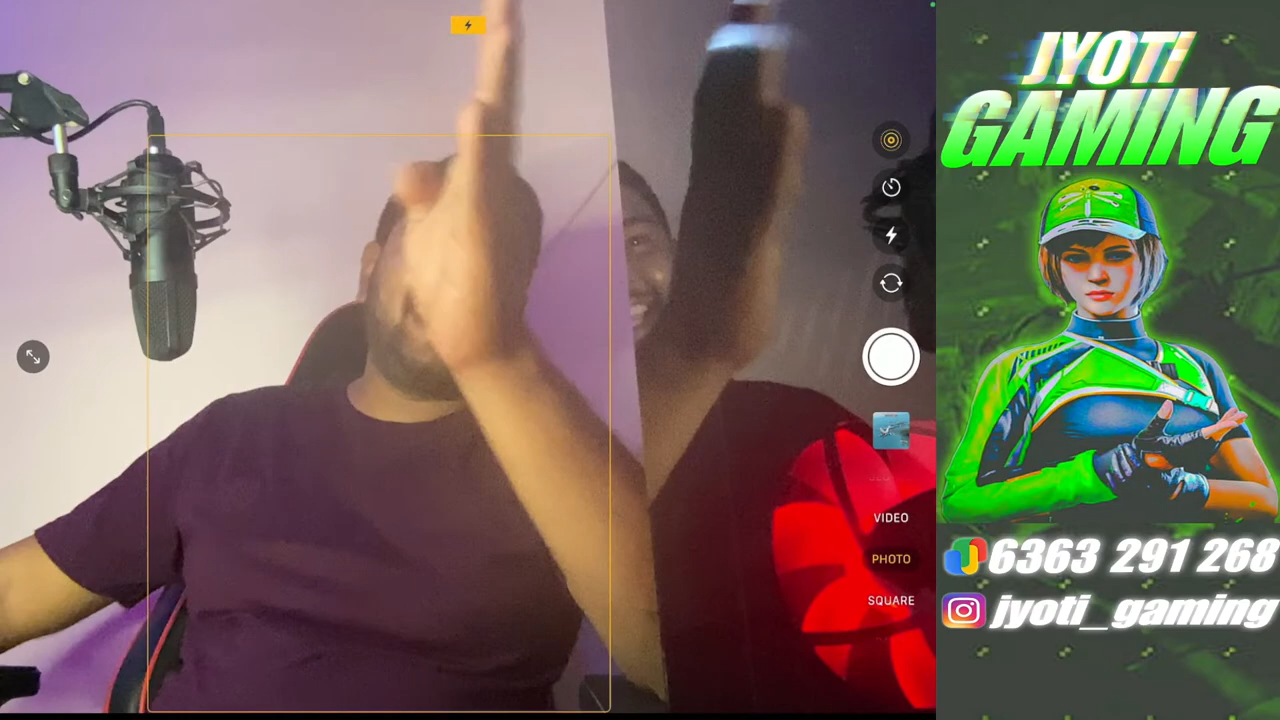 JYOTI
GAMING
VIDEO
PHOTO
SQUARE
6363 291 268
jyoti_gaming